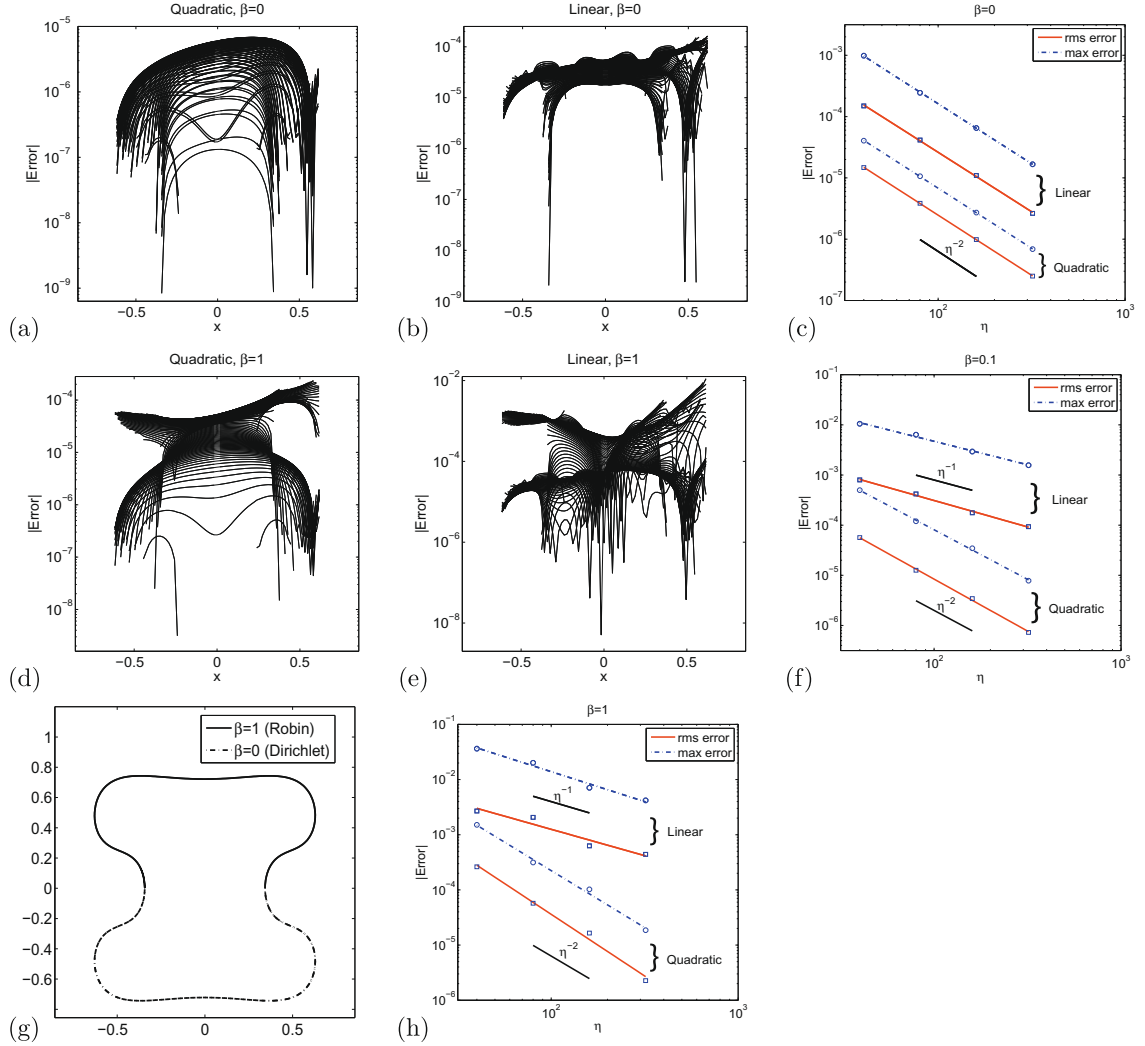 Quadratic, β=0
10⁻⁵
10⁻⁶
10⁻⁷
10⁻⁸
10⁻⁹
|Error|
−0.5
0
0.5
x
(a)
Linear, β=0
10⁻⁴
10⁻⁵
10⁻⁶
10⁻⁷
10⁻⁸
10⁻⁹
|Error|
−0.5
0
0.5
x
(b)
β=0
rms error
max error
10⁻³
10⁻⁴
10⁻⁵
10⁻⁶
10⁻⁷
|Error|
} Linear
} Quadratic
η⁻²
10²
10³
η
(c)
Quadratic, β=1
10⁻⁴
10⁻⁵
10⁻⁶
10⁻⁷
10⁻⁸
|Error|
−0.5
0
0.5
x
(d)
Linear, β=1
10⁻²
10⁻³
10⁻⁴
10⁻⁵
10⁻⁶
10⁻⁷
10⁻⁸
|Error|
−0.5
0
0.5
x
(e)
β=0.1
rms error
max error
10⁻¹
10⁻²
10⁻³
10⁻⁴
10⁻⁵
10⁻⁶
|Error|
η⁻¹
} Linear
η⁻²
} Quadratic
10²
10³
η
(f)
β=1 (Robin)
β=0 (Dirichlet)
1
0.8
0.6
0.4
0.2
0
−0.2
−0.4
−0.6
−0.5
0
0.5
(g)
β=1
rms error
max error
10⁻¹
10⁻²
10⁻³
10⁻⁴
10⁻⁵
10⁻⁶
|Error|
η⁻¹
} Linear
η⁻²
} Quadratic
10²
10³
η
(h)